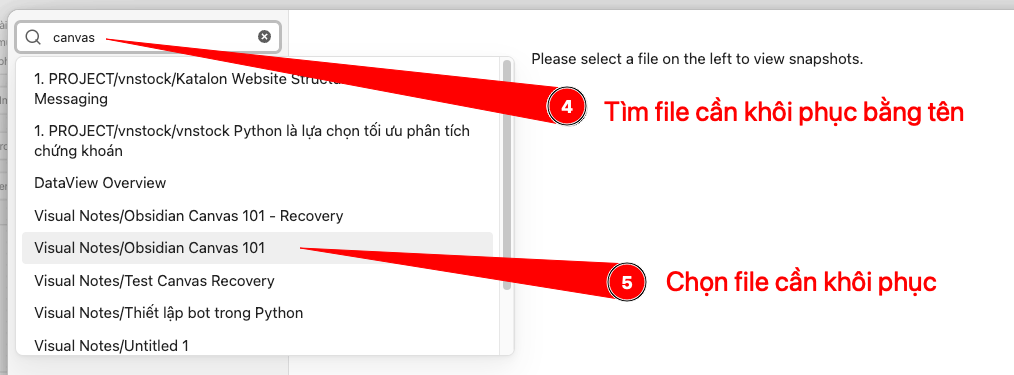 canvas
Please select a file on the left to view snapshots.
1. PROJECT/vnstock/Katalon Website
Messaging
4
Tìm file cần khôi phục bằng tên
1. PROJECT/vnstock/vnstock Python là lựa chọn tối ưu phân tích
chứng khoán
DataView Overview
Visual Notes/Obsidian Canvas 101 - Recovery
Visual Notes/Obsidian Canvas 101
5
Chọn file cần khôi phục
Visual Notes/Test Canvas Recovery
Visual Notes/Thiết lập bot trong Python
Visual Notes/Untitled 1